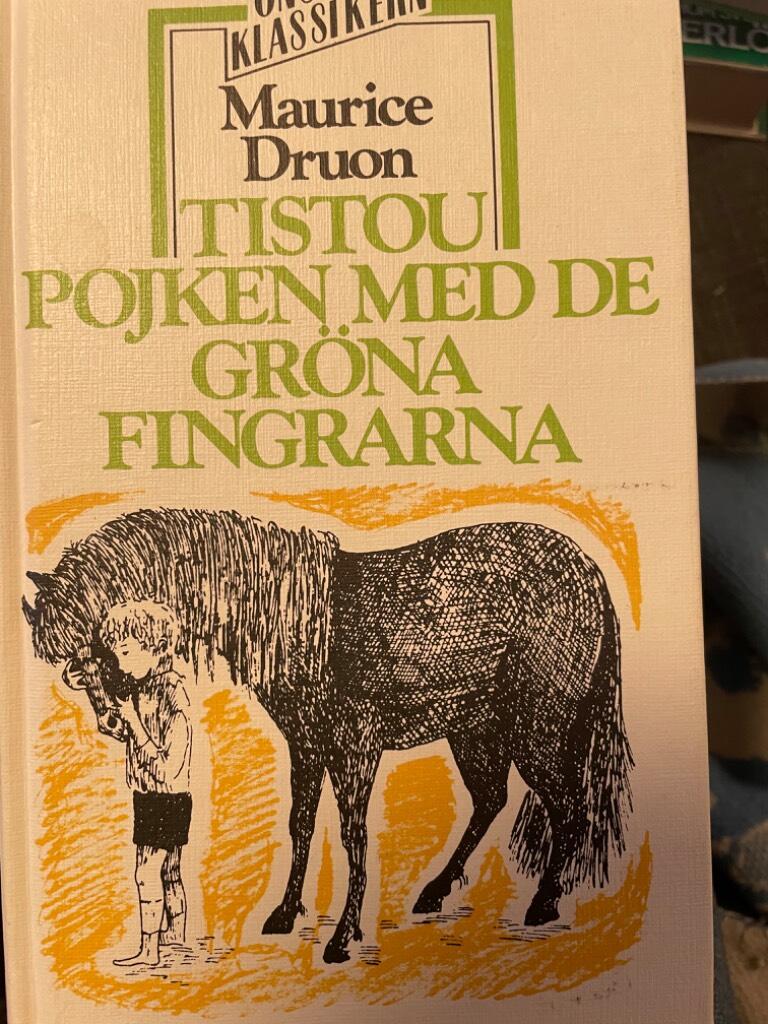 KLASSIKERN
Maurice
Druon
TISTOU
POJKEN MED DE
GRÖNA
FINGRARNA